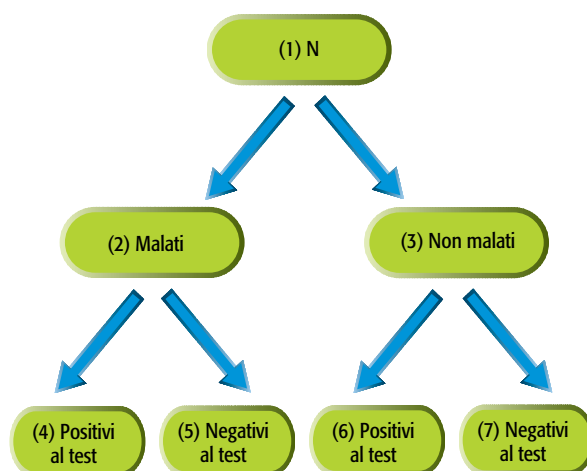 (1) N
(2) Malati
(3) Non malati
(4) Positivi
al test
(5) Negativi
al test
(6) Positivi
al test
(7) Negativi
al test